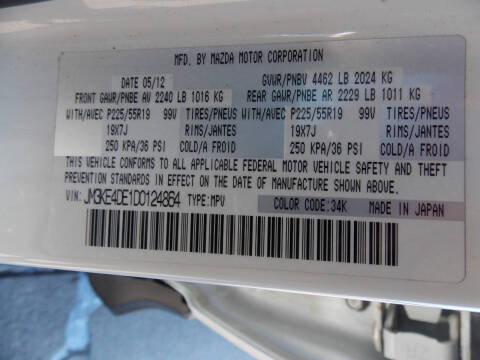 MFD. BY MAZDA MOTOR CORPORATION
DATE 05/12 GVWR/PNBV 4462 LB 2024 KG
FRONT GAWR/PNBE AV 2240 LB 1016 KG REAR GAWR/PNBE AR 2229 LB 1011 KG
WITH/AVEC P225/55R19 99V TIRES/PNEUS WITH/AVEC P225/55R19 99V TIRES/PNEUS
19X7J RIMS/JANTES 19X7J RIMS/JANTES
250 KPA/36 PSI COLD/A FROID 250 KPA/36 PSI COLD/A FROID
THIS VEHICLE CONFORMS TO ALL APPLICABLE FEDERAL MOTOR VEHICLE SAFETY AND THEFT
PREVENTION STANDARDS IN EFFECT ON THE DATE OF MANUFACTURE SHOWN ABOVE.
VIN: JM3KE4DE1D0124864 TYPE:MPV COLOR CODE:34K MADE IN JAPAN